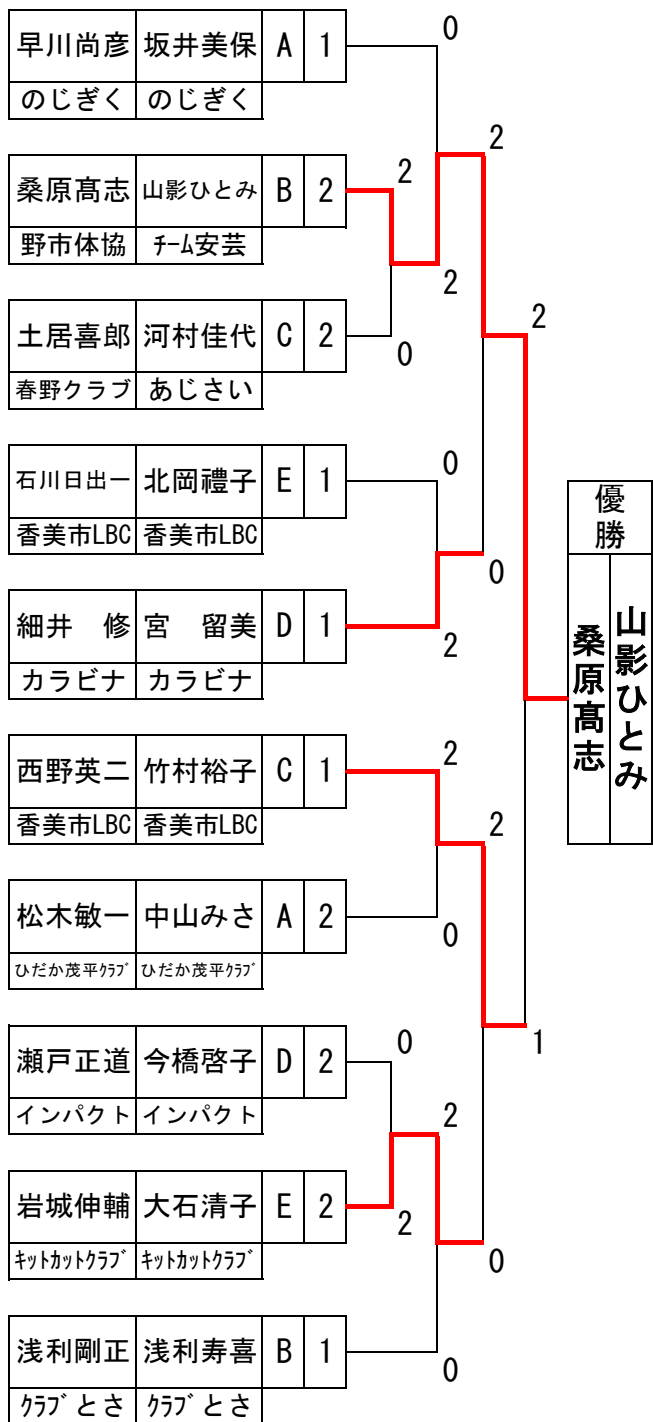 早川尚彦 坂井美保 A 1
のじぎく のじぎく
0
2
桑原髙志 山影ひとみ B 2
野市体協 チーム安芸
2
2
土居喜郎 河村佳代 C 2
春野クラブ あじさい
0
2
石川日出一 北岡禮子 E 1
香美市LBC 香美市LBC
0
0
細井 修 宮 留美 D 1
カラビナ カラビナ
2
優勝
桑原髙志
山影ひとみ
西野英二 竹村裕子 C 1
香美市LBC 香美市LBC
2
2
松木敏一 中山みさ A 2
ひだか茂平クラブ ひだか茂平クラブ
0
1
瀬戸正道 今橋啓子 D 2
インパクト インパクト
0
2
岩城伸輔 大石清子 E 2
キットカットクラブ キットカットクラブ
2
0
浅利剛正 浅利寿喜 B 1
クラブとさ クラブとさ
0